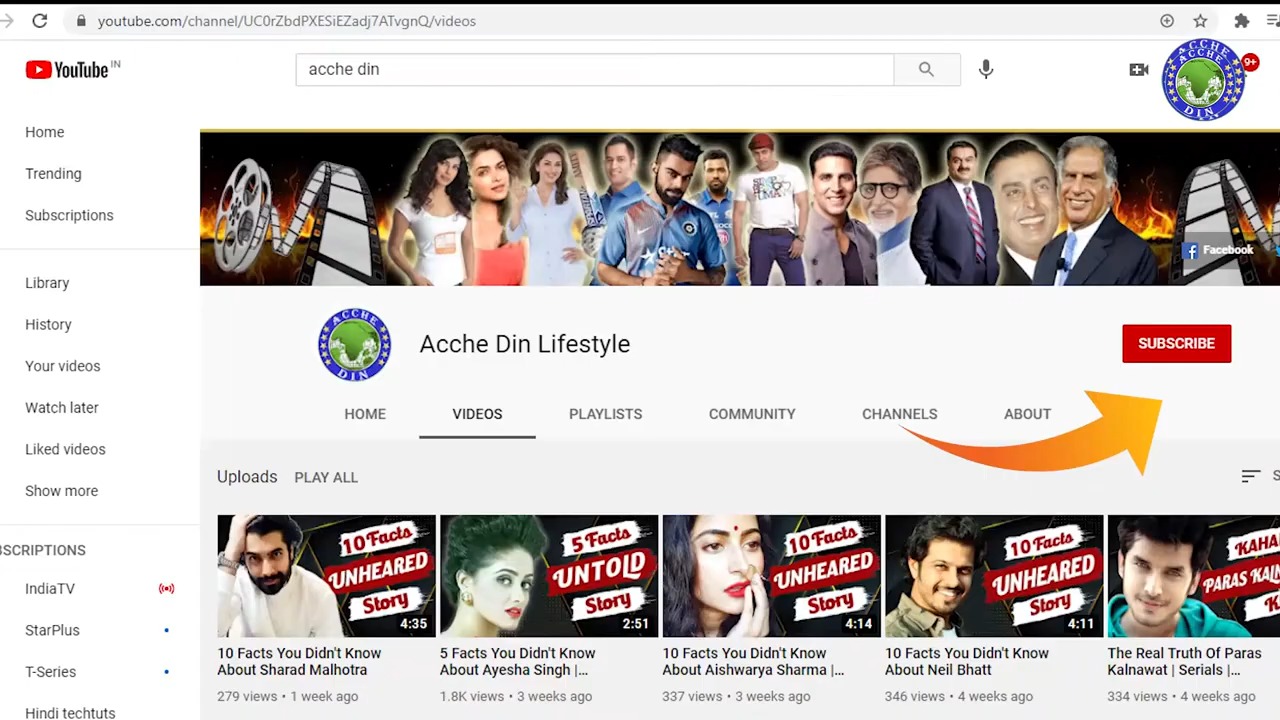 youtube.com/channel/UC0rZbdPXESiEZadj7ATvgnQ/videos
YouTube IN
acche din
ACCHE
ACCHE
DIN
9+
Home
Trending
Subscriptions
Library
History
Your videos
Watch later
Liked videos
Show more
BSCRIPTIONS
IndiaTV
StarPlus
T-Series
Hindi techtuts
Facebook
ACCHE
DIN
Acche Din Lifestyle
SUBSCRIBE
HOME VIDEOS PLAYLISTS COMMUNITY CHANNELS ABOUT
Uploads PLAY ALL
S
10 Facts
UNHEARED
Story
4:35
10 Facts You Didn't Know
About Sharad Malhotra
279 views • 1 week ago
5 Facts
UNTOLD
Story
2:51
5 Facts You Didn't Know
About Ayesha Singh |...
1.8K views • 3 weeks ago
10 Facts
UNHEARED
Story
4:14
10 Facts You Didn't Know
About Aishwarya Sharma |...
337 views • 3 weeks ago
10 Facts
UNHEARED
Story
4:11
10 Facts You Didn't Know
About Neil Bhatt
346 views • 4 weeks ago
KAHA
PARAS KALN
K
The Real Truth Of Paras
Kalnawat | Serials |...
334 views • 4 weeks ago